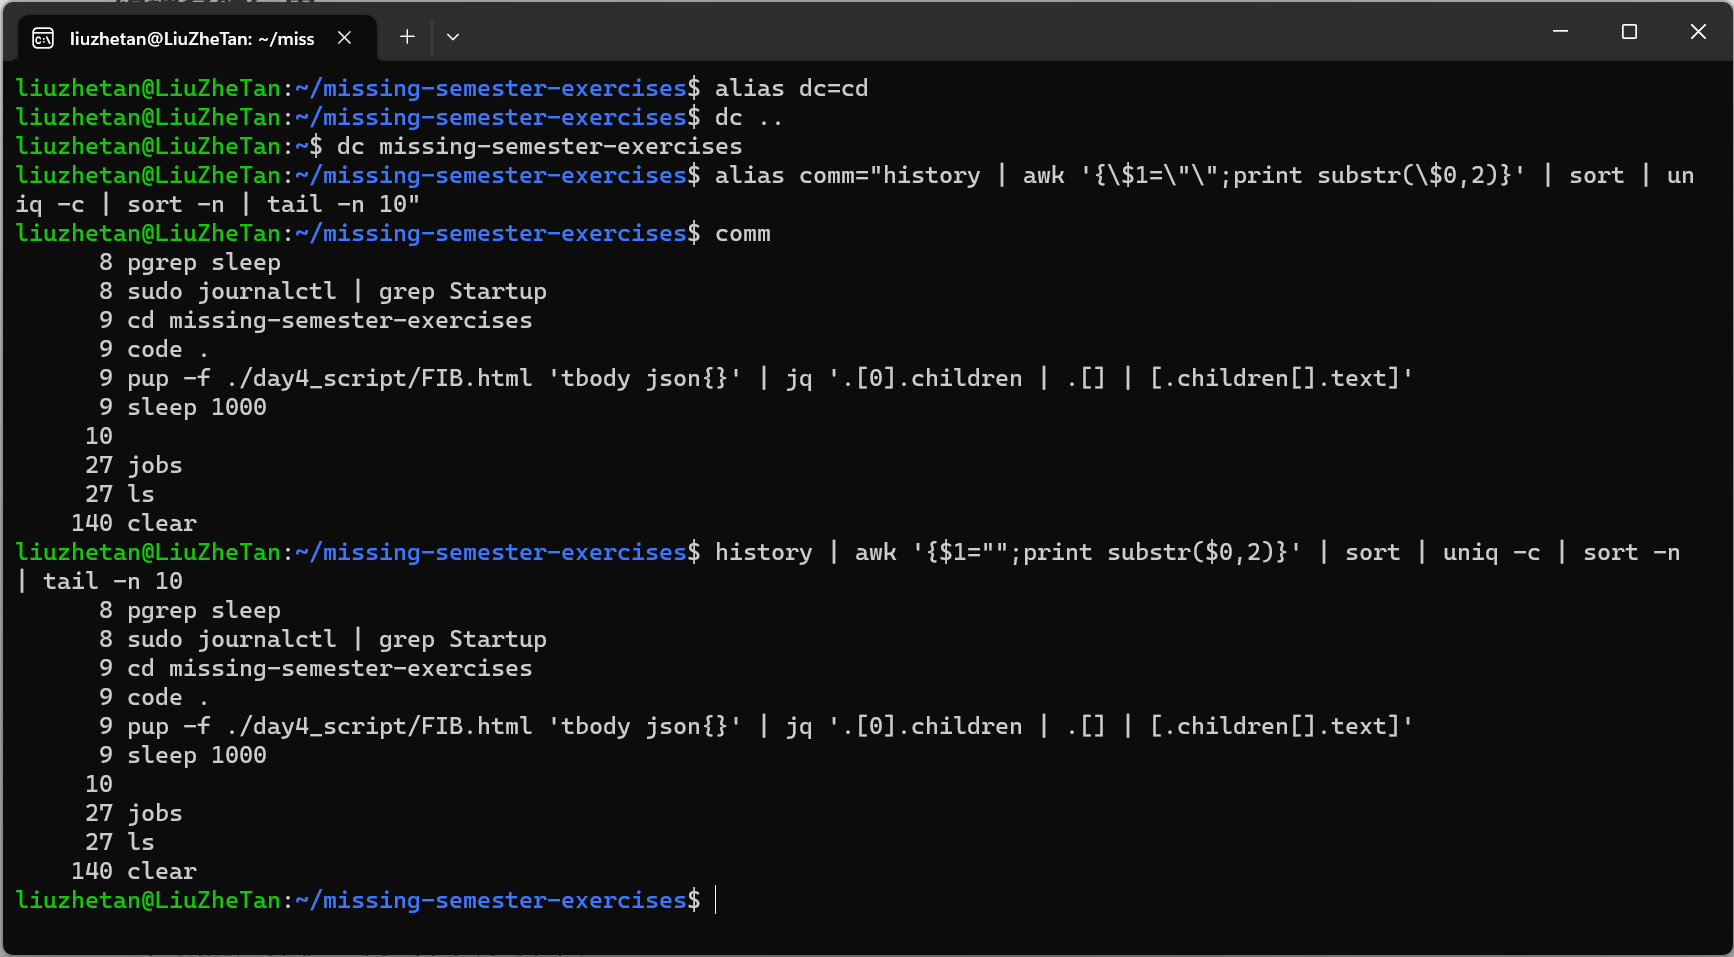 liuzhetan@LiuZheTan: ~/miss
liuzhetan@LiuZheTan:~/missing-semester-exercises$ alias dc=cd
liuzhetan@LiuZheTan:~/missing-semester-exercises$ dc ..
liuzhetan@LiuZheTan:~$ dc missing-semester-exercises
liuzhetan@LiuZheTan:~/missing-semester-exercises$ alias comm="history | awk '{\$1=\"\";print substr(\$0,2)}' | sort | un
iq -c | sort -n | tail -n 10"
liuzhetan@LiuZheTan:~/missing-semester-exercises$ comm
8 pgrep sleep
8 sudo journalctl | grep Startup
9 cd missing-semester-exercises
9 code .
9 pup -f ./day4_script/FIB.html 'tbody json{}' | jq '.[0].children | .[] | [.children[].text]'
9 sleep 1000
10
27 jobs
27 ls
140 clear
liuzhetan@LiuZheTan:~/missing-semester-exercises$ history | awk '{$1="";print substr($0,2)}' | sort | uniq -c | sort -n
| tail -n 10
8 pgrep sleep
8 sudo journalctl | grep Startup
9 cd missing-semester-exercises
9 code .
9 pup -f ./day4_script/FIB.html 'tbody json{}' | jq '.[0].children | .[] | [.children[].text]'
9 sleep 1000
10
27 jobs
27 ls
140 clear
liuzhetan@LiuZheTan:~/missing-semester-exercises$